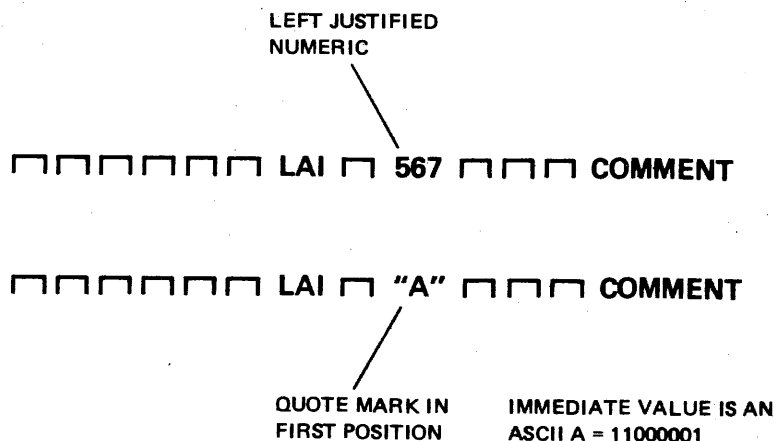 LEFT JUSTIFIED
NUMERIC
LAI 567 COMMENT
LAI “A” COMMENT
QUOTE MARK IN
FIRST POSITION
IMMEDIATE VALUE IS AN
ASCII A = 11000001